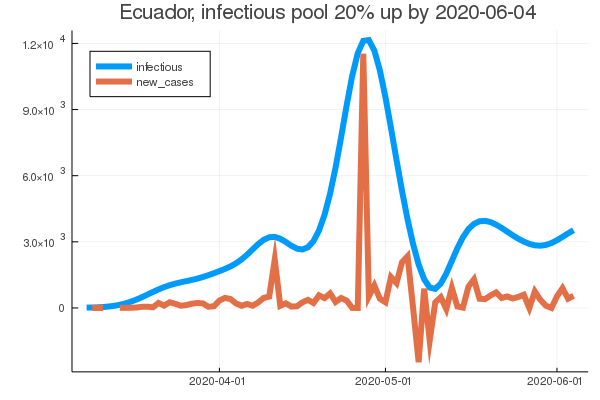 Ecuador, infectious pool 20% up by 2020-06-04
1.2×10 4
infectious
new_cases
9.0×10 3
6.0×10 3
3.0×10 3
0
2020-04-01 2020-05-01 2020-06-01